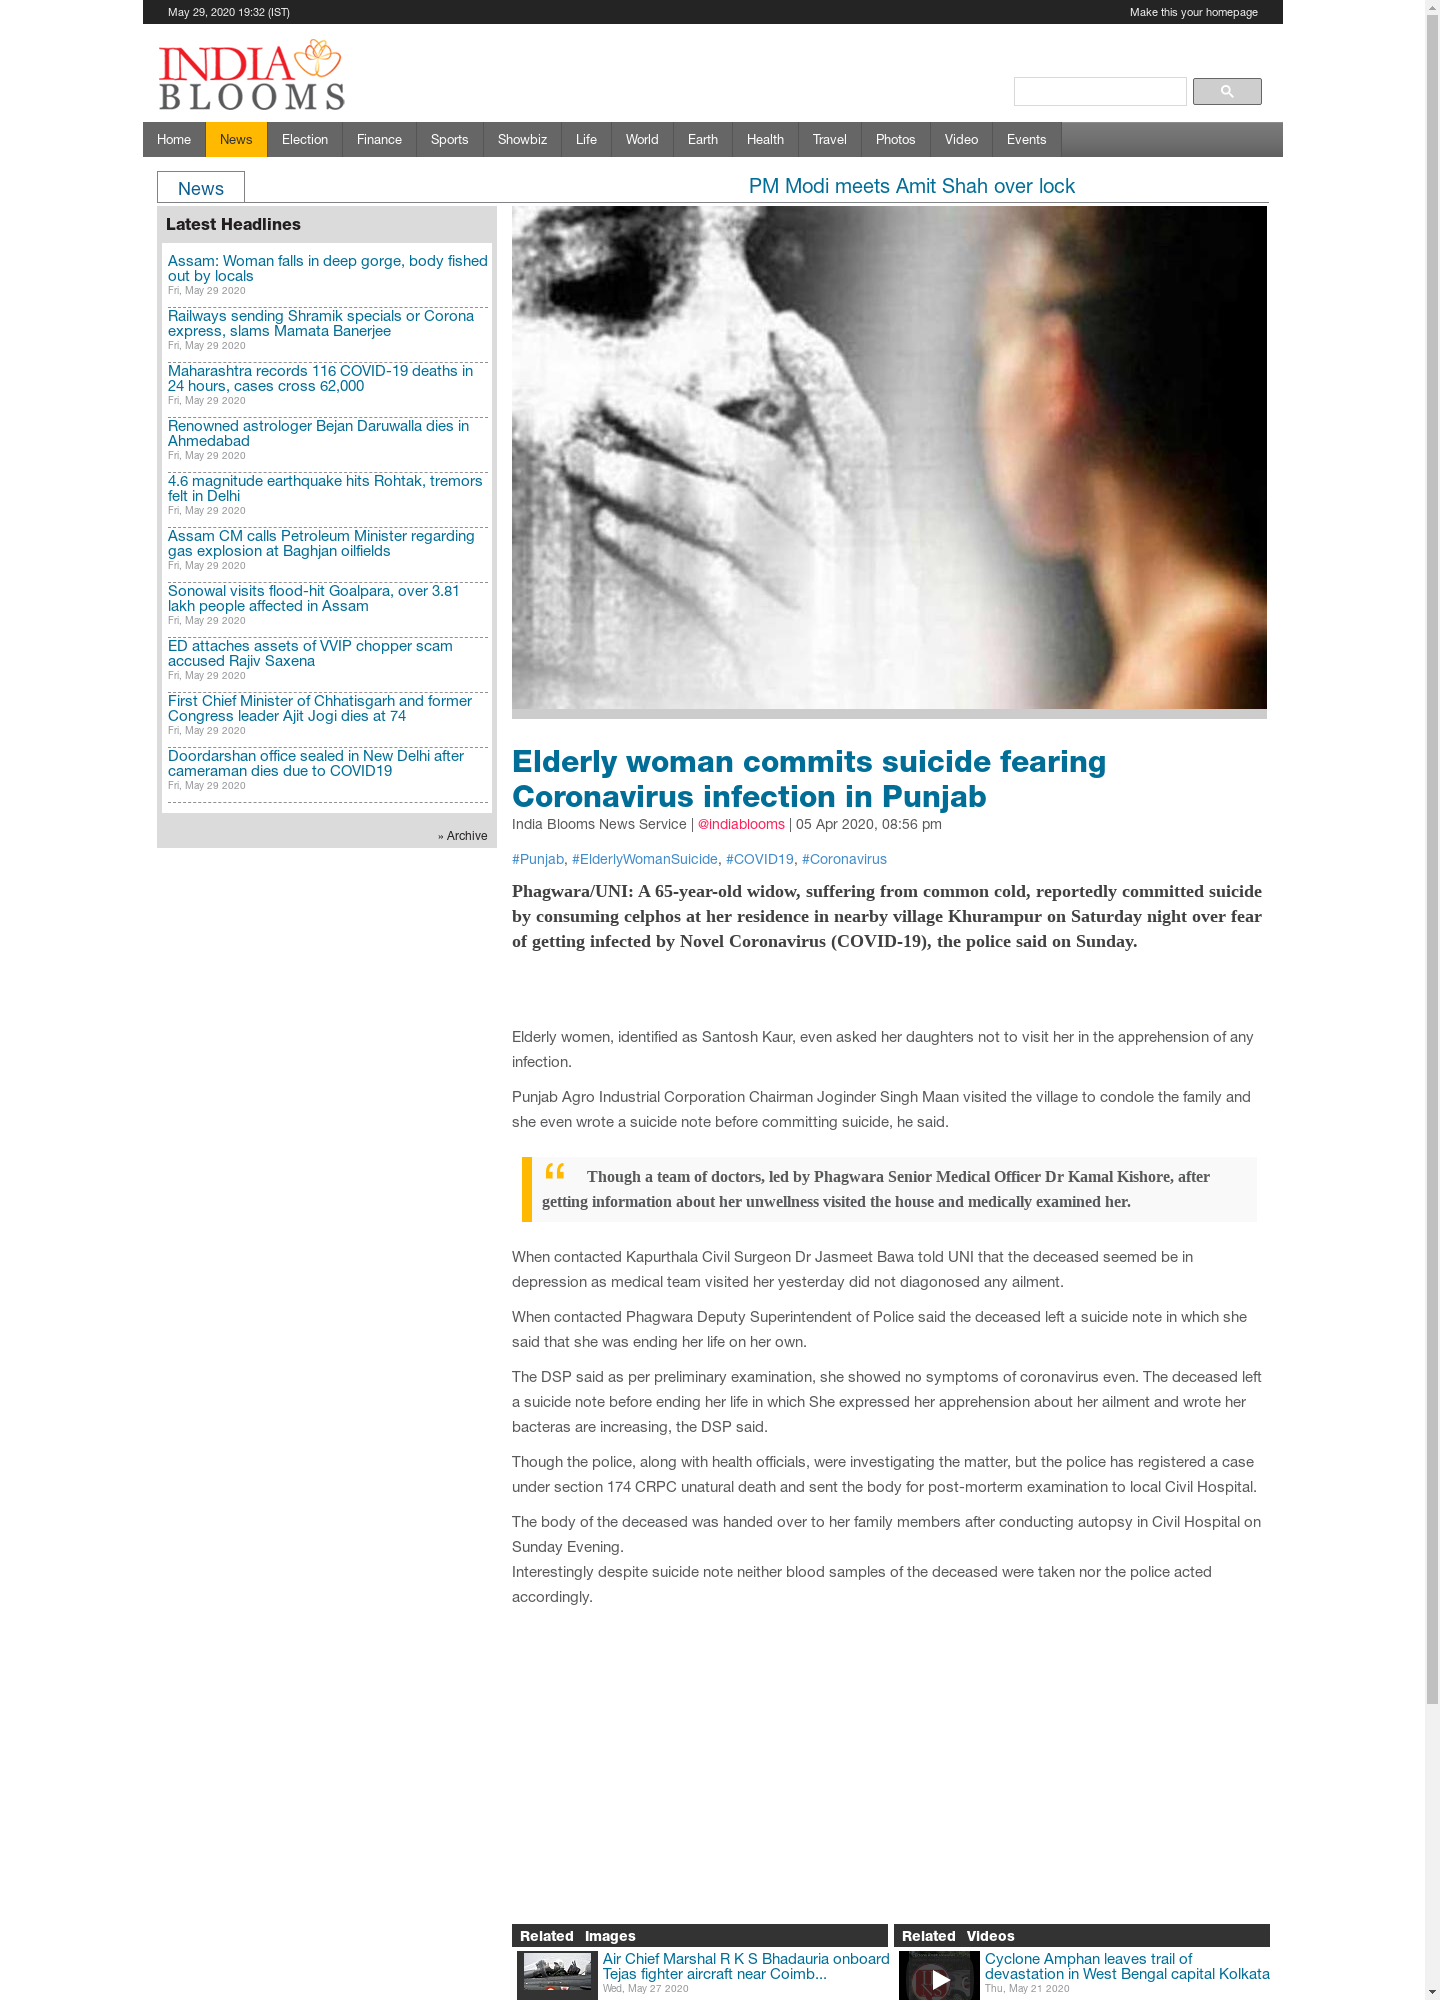 May 29, 2020 19:32 (IST)
Make this your homepage
INDIA
BLOOMS
Home News Election Finance Sports Showbiz Life World Earth Health Travel Photos Video Events
News
PM Modi meets Amit Shah over lock
Latest Headlines
Assam: Woman falls in deep gorge, body fished
out by locals
Fri, May 29 2020
Railways sending Shramik specials or Corona
express, slams Mamata Banerjee
Fri, May 29 2020
Maharashtra records 116 COVID-19 deaths in
24 hours, cases cross 62,000
Fri, May 29 2020
Renowned astrologer Bejan Daruwalla dies in
Ahmedabad
Fri, May 29 2020
4.6 magnitude earthquake hits Rohtak, tremors
felt in Delhi
Fri, May 29 2020
Assam CM calls Petroleum Minister regarding
gas explosion at Baghjan oilfields
Fri, May 29 2020
Sonowal visits flood-hit Goalpara, over 3.81
lakh people affected in Assam
Fri, May 29 2020
ED attaches assets of VVIP chopper scam
accused Rajiv Saxena
Fri, May 29 2020
First Chief Minister of Chhatisgarh and former
Congress leader Ajit Jogi dies at 74
Fri, May 29 2020
Doordarshan office sealed in New Delhi after
cameraman dies due to COVID19
Fri, May 29 2020
» Archive
Elderly woman commits suicide fearing
Coronavirus infection in Punjab
India Blooms News Service | @indiablooms | 05 Apr 2020, 08:56 pm
#Punjab, #ElderlyWomanSuicide, #COVID19, #Coronavirus
Phagwara/UNI: A 65-year-old widow, suffering from common cold, reportedly committed suicide
by consuming celphos at her residence in nearby village Khurampur on Saturday night over fear
of getting infected by Novel Coronavirus (COVID-19), the police said on Sunday.
Elderly women, identified as Santosh Kaur, even asked her daughters not to visit her in the apprehension of any
infection.
Punjab Agro Industrial Corporation Chairman Joginder Singh Maan visited the village to condole the family and
she even wrote a suicide note before committing suicide, he said.
“ Though a team of doctors, led by Phagwara Senior Medical Officer Dr Kamal Kishore, after
getting information about her unwellness visited the house and medically examined her.
When contacted Kapurthala Civil Surgeon Dr Jasmeet Bawa told UNI that the deceased seemed be in
depression as medical team visited her yesterday did not diagonosed any ailment.
When contacted Phagwara Deputy Superintendent of Police said the deceased left a suicide note in which she
said that she was ending her life on her own.
The DSP said as per preliminary examination, she showed no symptoms of coronavirus even. The deceased left
a suicide note before ending her life in which She expressed her apprehension about her ailment and wrote her
bacteras are increasing, the DSP said.
Though the police, along with health officials, were investigating the matter, but the police has registered a case
under section 174 CRPC unatural death and sent the body for post-morterm examination to local Civil Hospital.
The body of the deceased was handed over to her family members after conducting autopsy in Civil Hospital on
Sunday Evening.
Interestingly despite suicide note neither blood samples of the deceased were taken nor the police acted
accordingly.
Related Images
Air Chief Marshal R K S Bhadauria onboard
Tejas fighter aircraft near Coimb...
Wed, May 27 2020
Related Videos
Cyclone Amphan leaves trail of
devastation in West Bengal capital Kolkata
Thu, May 21 2020